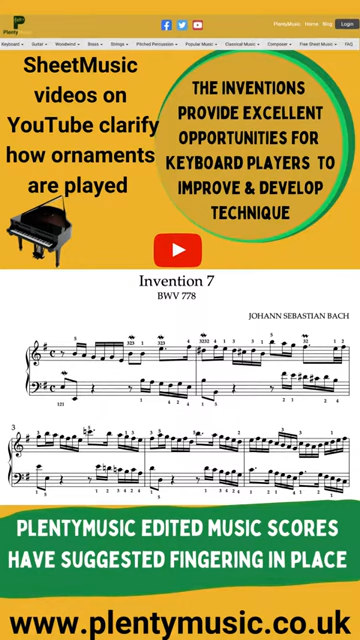 PlentyMusic
PlentyMusic Home Blog Login
Keyboard Guitar Woodwind Brass Strings Pitched Percussion Popular Music Classical Music Composer Free Sheet Music FAQ
SheetMusic
videos on
YouTube clarify
how ornaments
are played
THE INVENTIONS
PROVIDE EXCELLENT
OPPORTUNITIES FOR
KEYBOARD PLAYERS TO
IMPROVE & DEVELOP
TECHNIQUE
Invention 7
BWV 778
JOHANN SEBASTIAN BACH
PLENTYMUSIC EDITED MUSIC SCORES
HAVE SUGGESTED FINGERING IN PLACE
www.plentymusic.co.uk